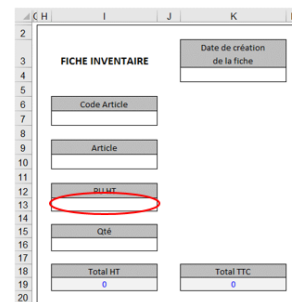 G H I J K
2
Date de création
3 FICHE INVENTAIRE de la fiche
4
5
6 Code Article
7
8
9 Article
10
11
12 PU HT
13
14
15 Qté
16
17
18 Total HT Total TTC
19 0 0
20